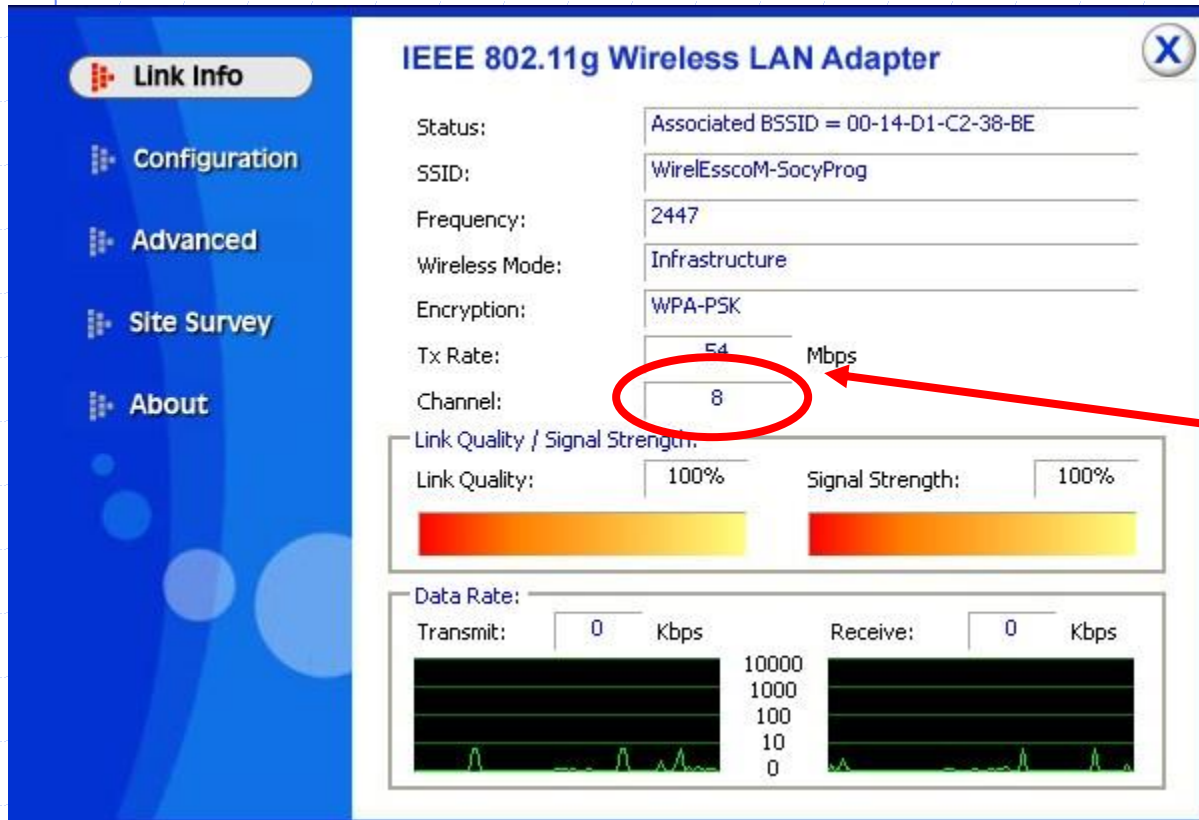 IEEE 802.11g Wireless LAN Adapter X
Link Info
Configuration
Advanced
Site Survey
About
Status: Associated BSSID = 00-14-D1-C2-38-BE
SSID: WirelEsscoM-SocyProg
Frequency: 2447
Wireless Mode: Infrastructure
Encryption: WPA-PSK
Tx Rate: 54 Mbps
Channel: 8
Link Quality / Signal Strength:
Link Quality: 100% Signal Strength: 100%
Data Rate:
Transmit: 0 Kbps Receive: 0 Kbps
10000
1000
100
10
0